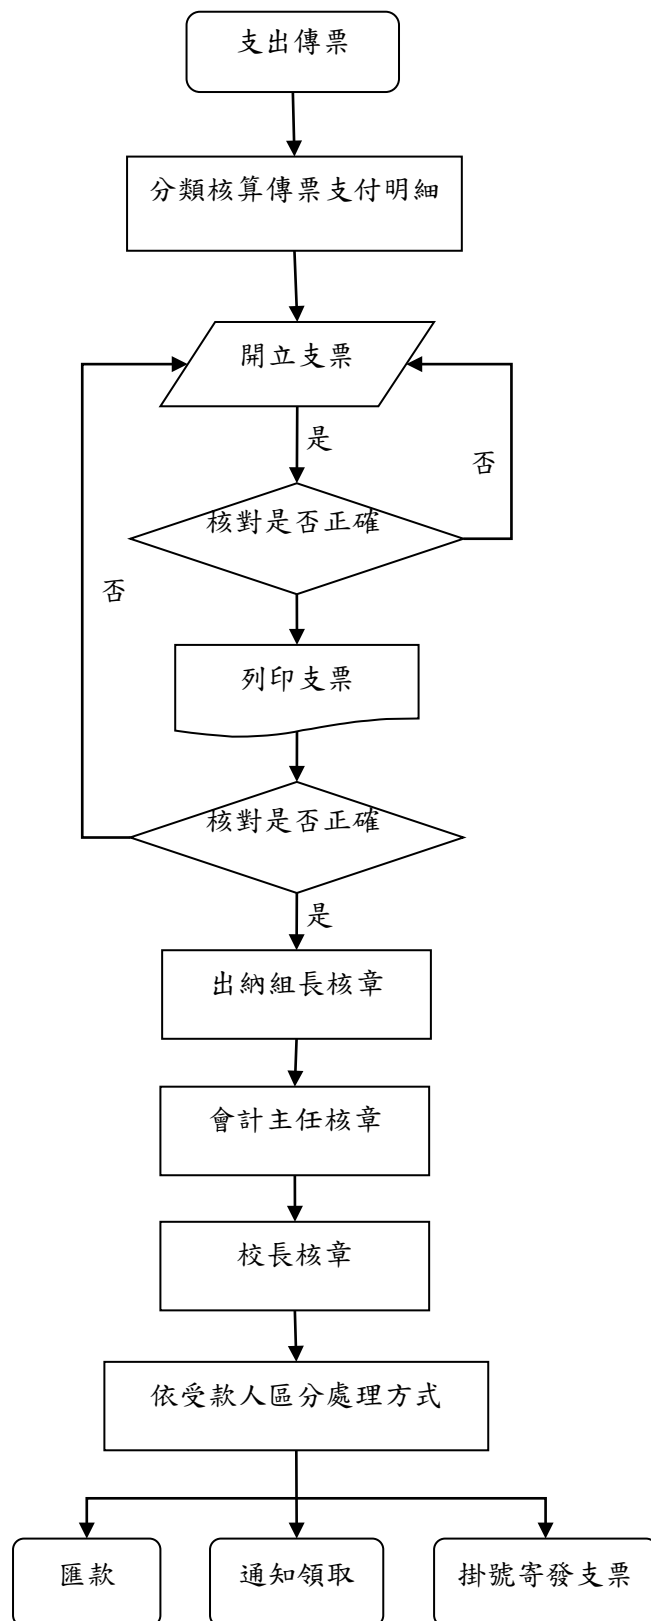 支出傳票
分類核算傳票支付明細
開立支票
是
否
核對是否正確
否
列印支票
核對是否正確
是
出納組長核章
會計主任核章
校長核章
依受款人區分處理方式
匯款
通知領取
掛號寄發支票